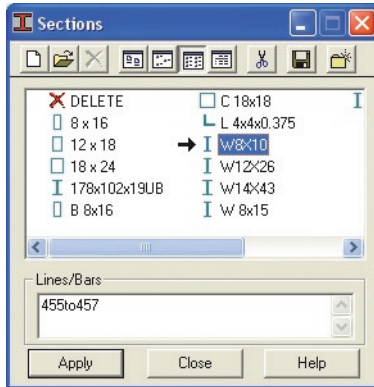 Sections
DELETE
8 x 16
12 x 18
18 x 24
178x102x19UB
B 8x16
C 18x18
L 4x4x0.375
W8X10
W12X26
W14X43
W 8x15
Lines/Bars
455to457
Apply Close Help